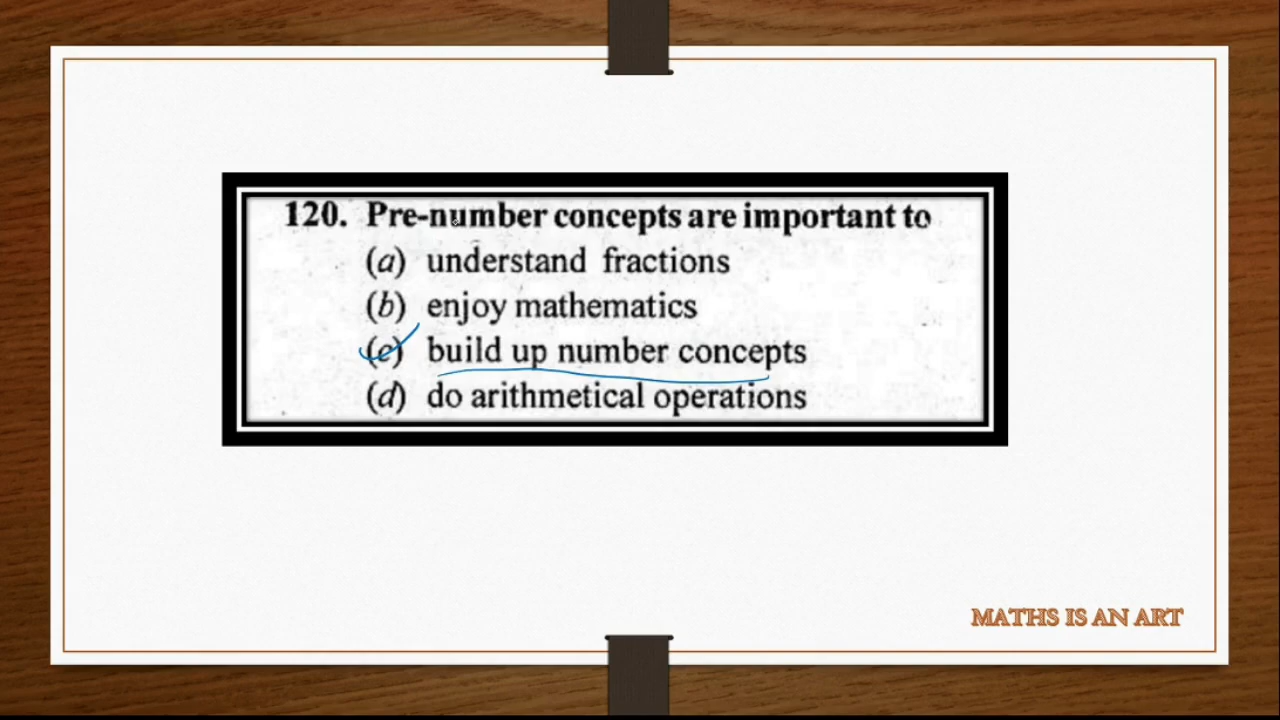 120. Pre-number concepts are important to
(a) understand fractions
(b) enjoy mathematics
(c) build up number concepts
(d) do arithmetical operations
MATHS IS AN ART